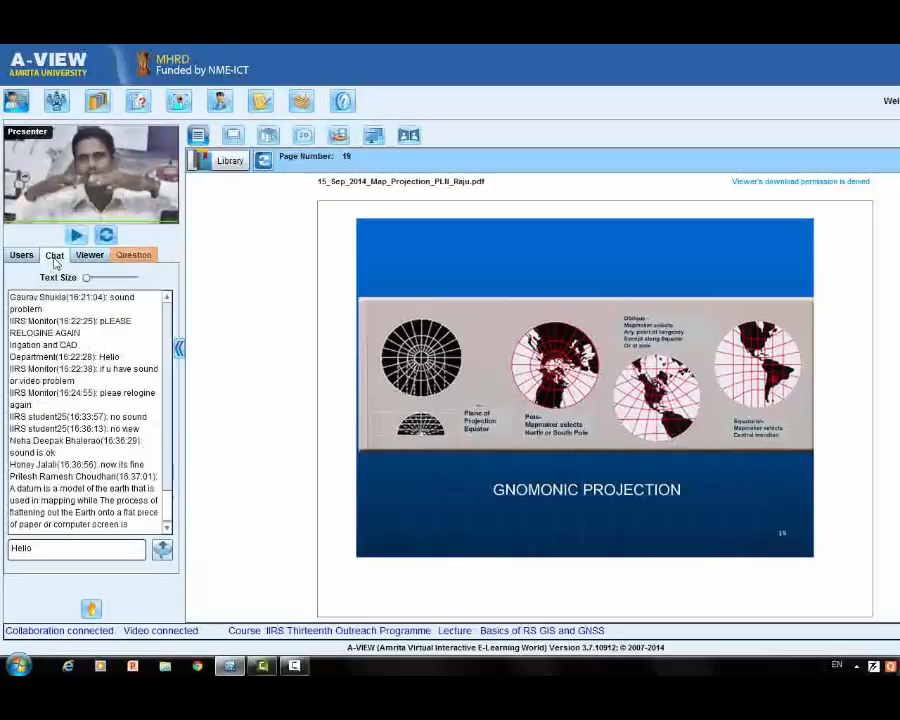 A-VIEW
AMRITA UNIVERSITY
MHRD
Funded by NME-ICT
Wel
Presenter
Library
Page Number: 19
15_Sep_2014_Map_Projection_PLN_Raju.pdf
Viewer's download permission is denied
Users
Chat
Viewer
Question
Text Size
Gaurav Shukla(16:21:04): sound
problem
IIRS Monitor(16:22:25): pLEASE
RELOGINE AGAIN
Irigation and CAD
Department(16:22:28): Hello
IIRS Monitor(16:22:38): if u have sound
or video problem
IIRS Monitor(16:24:55): pleae relogine
again
IIRS student25(16:33:57): no sound
IIRS student25(16:36:13): no view
Neha Deepak Bhalerao(16:36:29):
sound is ok
Honey Jalali(16:36:56): now its fine
Pritesh Ramesh Choudhari(16:37:01):
A datum is a model of the earth that is
used in mapping while The process of
flattening out the Earth onto a flat piece
of paper or computer screen is
Hello
Plane of
Projection
Equator
Polar-
Mapmaker selects
North or South Pole
Oblique -
Mapmaker selects
Any point of tangency
Except along Equator
Or at pole
Equatorial-
Mapmaker selects
Central meridian
GNOMONIC PROJECTION
19
Collaboration connected
Video connected
Course :IIRS Thirteenth Outreach Programme
Lecture : Basics of RS GIS and GNSS
A-VIEW (Amrita Virtual Interactive E-Learning World) Version 3.7.10912; © 2007-2014
EN